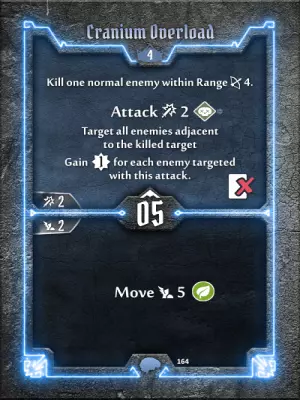 Cranium Overload
4
Kill one normal enemy within Range 4.
Attack 2
Target all enemies adjacent
to the killed target
Gain 1 for each enemy targeted
with this attack.
2
05
2
Move 5
164